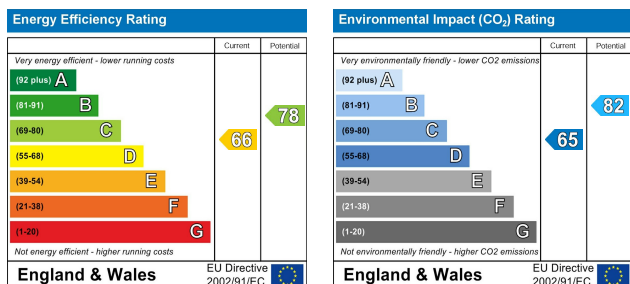 Energy Efficiency Rating
Current Potential
Very energy efficient - lower running costs
(92 plus) A
(81-91) B
78
(69-80) C
66
(55-68) D
(39-54) E
(21-38) F
(1-20) G
Not energy efficient - higher running costs
England & Wales
EU Directive
2002/91/EC
Environmental Impact (CO₂) Rating
Current Potential
Very environmentally friendly - lower CO2 emissions
(92 plus) A
(81-91) B
82
(69-80) C
65
(55-68) D
(39-54) E
(21-38) F
(1-20) G
Not environmentally friendly - higher CO2 emissions
England & Wales
EU Directive
2002/91/EC